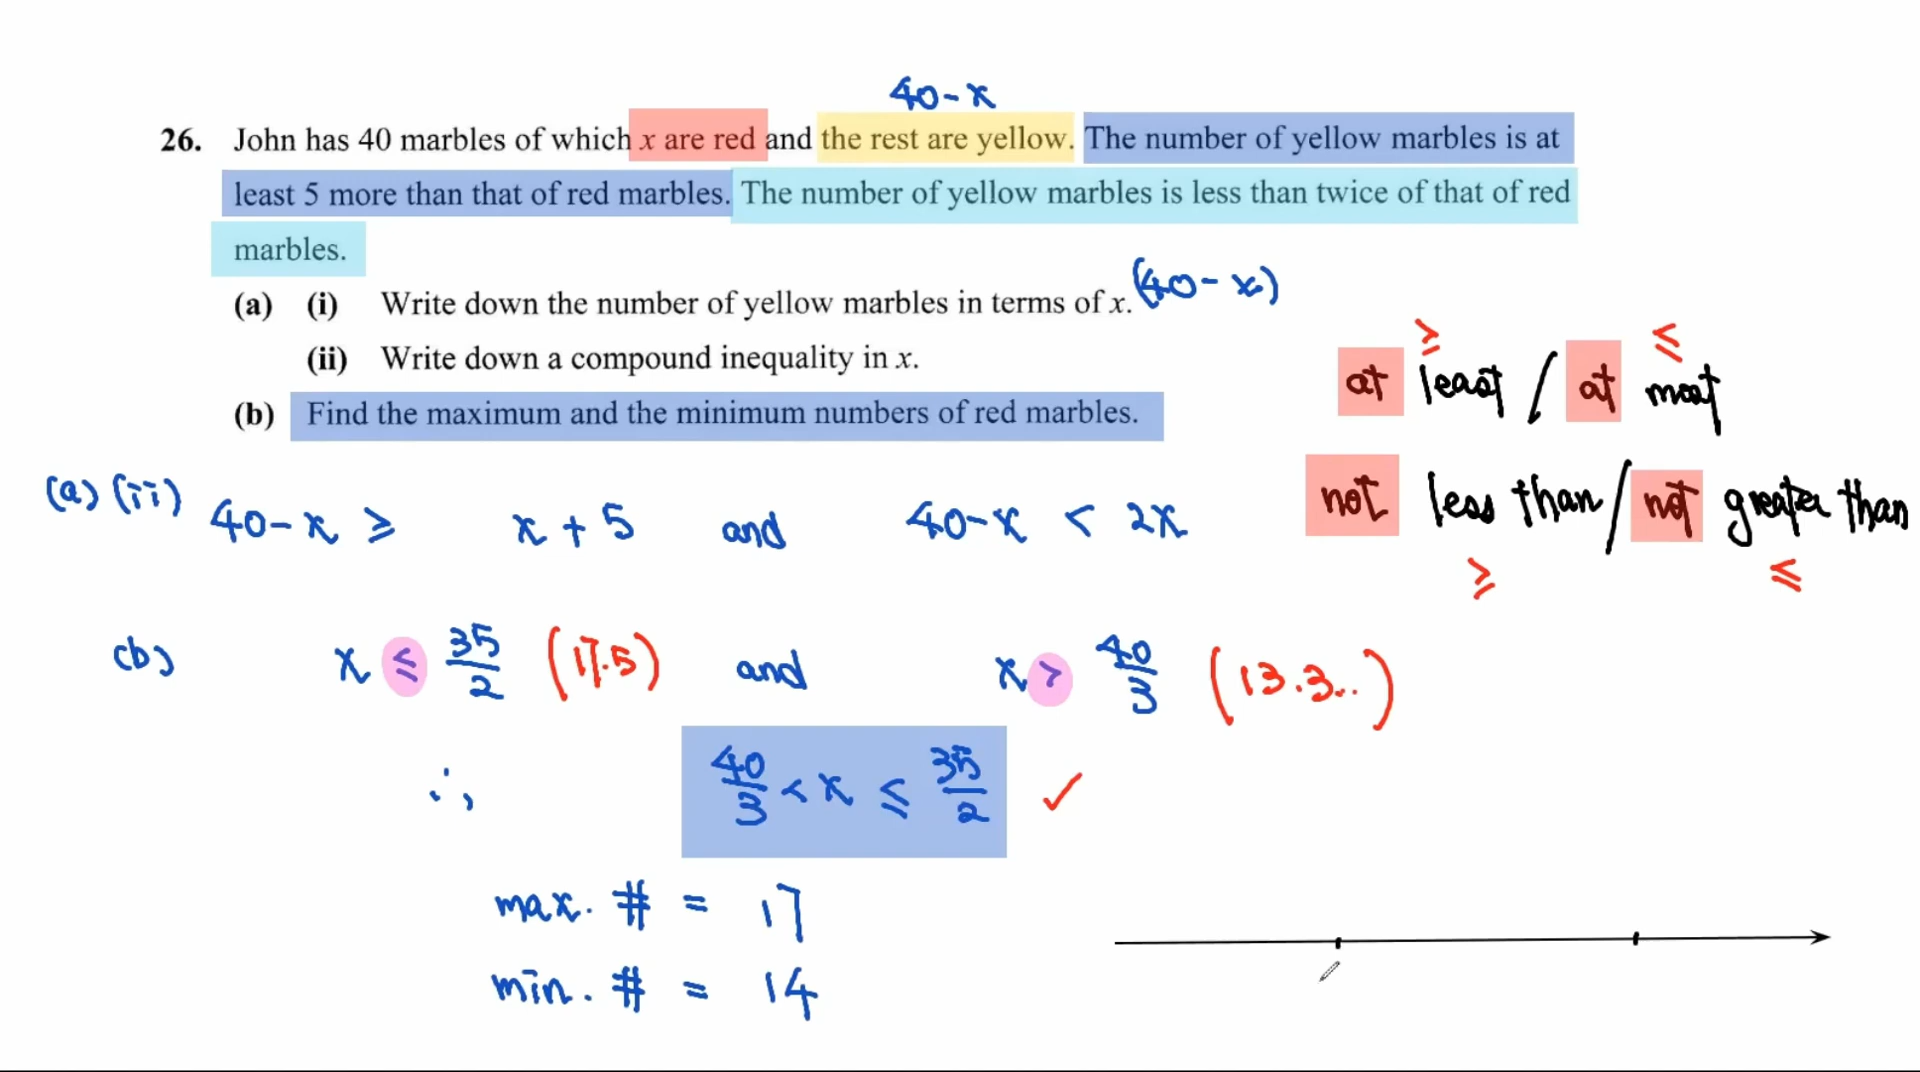 40-x
26. John has 40 marbles of which x are red and the rest are yellow. The number of yellow marbles is at
least 5 more than that of red marbles. The number of yellow marbles is less than twice of that of red
marbles.
(a) (i) Write down the number of yellow marbles in terms of x. (40-x)
(ii) Write down a compound inequality in x.
(b) Find the maximum and the minimum numbers of red marbles.
≥ ≤
at least / at most
not less than / not greater than
≥ ≤
(a) (ii) 40-x ≥ x + 5 and 40-x < 2x
(b) x ≤ 35/2 (17.5) and x > 40/3 (13.3..)
∴ 40/3 < x ≤ 35/2 ✓
max. # = 17
min. # = 14